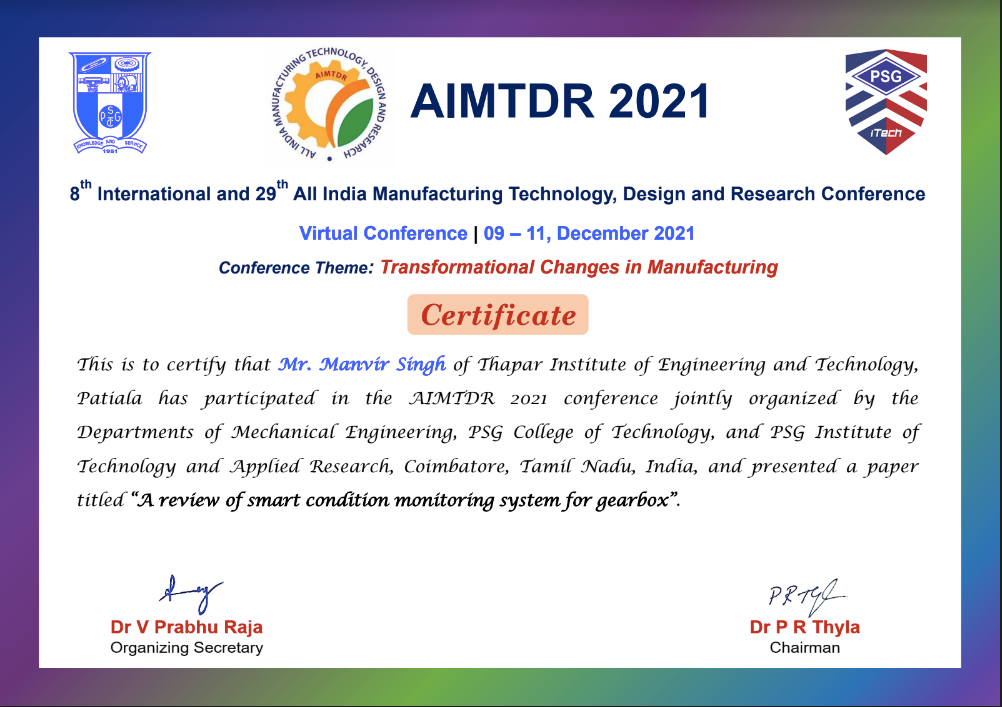 ALL INDIA MANUFACTURING TECHNOLOGY, DESIGN AND RESEARCH
AIMTDR
AIMTDR 2021
PSG
iTech
PSG
TC
KNOWLEDGE AND SERVICE
1951
8th International and 29th All India Manufacturing Technology, Design and Research Conference
Virtual Conference | 09 – 11, December 2021
Conference Theme: Transformational Changes in Manufacturing
Certificate
This is to certify that Mr. Manvir Singh of Thapar Institute of Engineering and Technology,
Patiala has participated in the AIMTDR 2021 conference jointly organized by the
Departments of Mechanical Engineering, PSG College of Technology, and PSG Institute of
Technology and Applied Research, Coimbatore, Tamil Nadu, India, and presented a paper
titled “A review of smart condition monitoring system for gearbox”.
Dr V Prabhu Raja
Organizing Secretary
Dr P R Thyla
Chairman